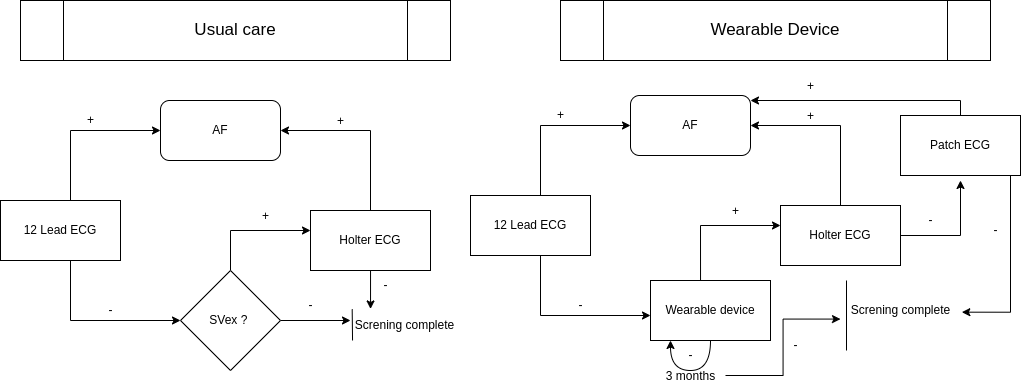 Usual care
Wearable Device
+
AF
+
12 Lead ECG
+
Holter ECG
-
-
SVex ?
-
Screning complete
+
+
AF
+
Patch ECG
12 Lead ECG
+
Holter ECG
-
-
-
Wearable device
Screning complete
-
3 months
-